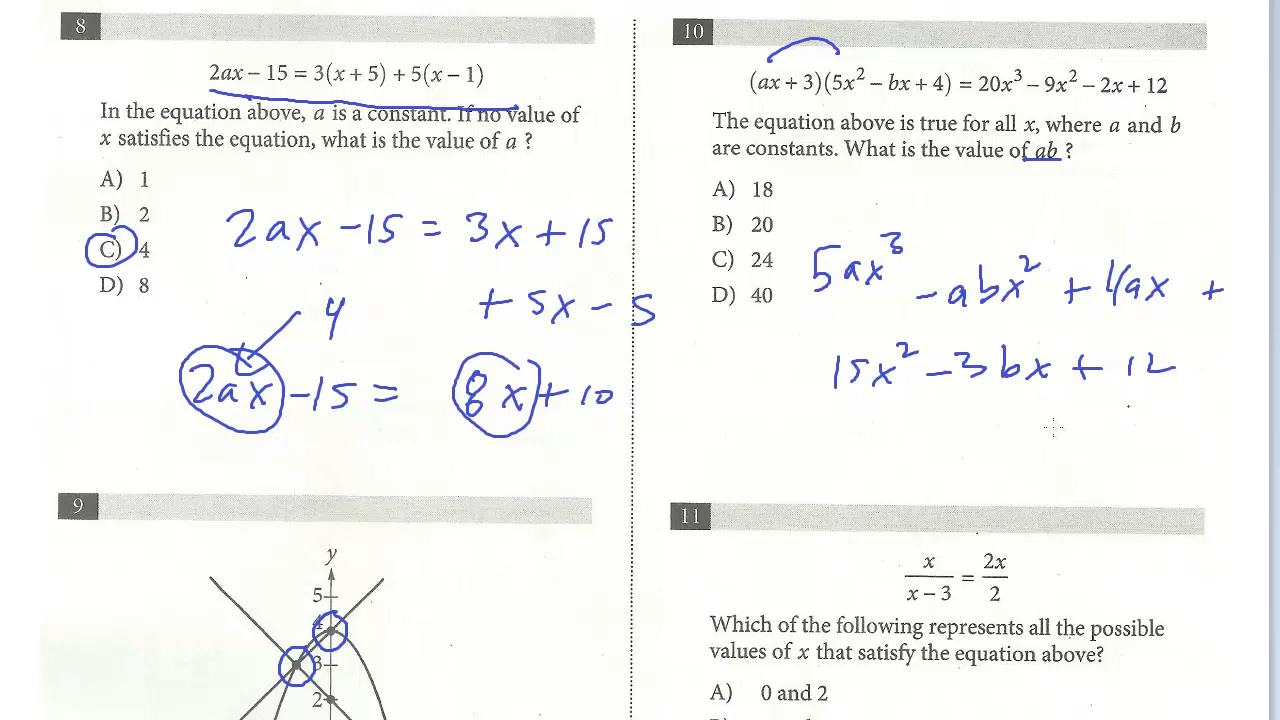 8
2ax – 15 = 3(x + 5) + 5(x – 1)
In the equation above, a is a constant. If no value of
x satisfies the equation, what is the value of a ?
A) 1
B) 2
C) 4
D) 8
2ax - 15 = 3x + 15
+ 5x - 5
4
2ax - 15 = 8x + 10
9
y
5
4
3
2
10
(ax + 3)(5x² – bx + 4) = 20x³ – 9x² – 2x + 12
The equation above is true for all x, where a and b
are constants. What is the value of ab ?
A) 18
B) 20
C) 24
D) 40
5ax³ - abx² + 4ax +
15x² - 3bx + 12
11
x/(x – 3) = 2x/2
Which of the following represents all the possible
values of x that satisfy the equation above?
A) 0 and 2